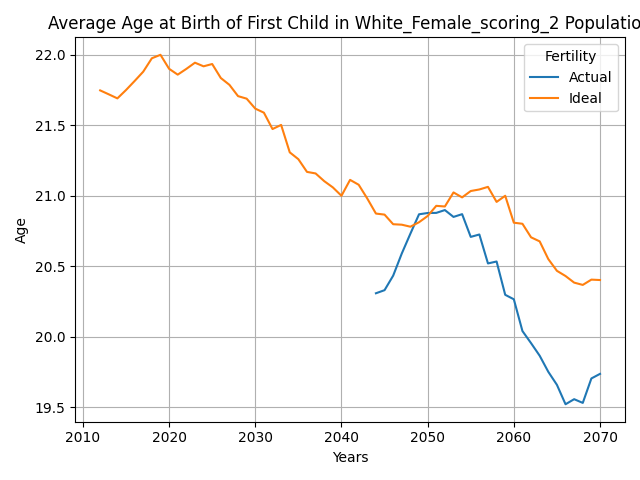 Average Age at Birth of First Child in White_Female_scoring_2 Populatio
Fertility
Actual
Ideal
22.0
21.5
21.0
20.5
20.0
19.5
Age
2010 2020 2030 2040 2050 2060 2070
Years